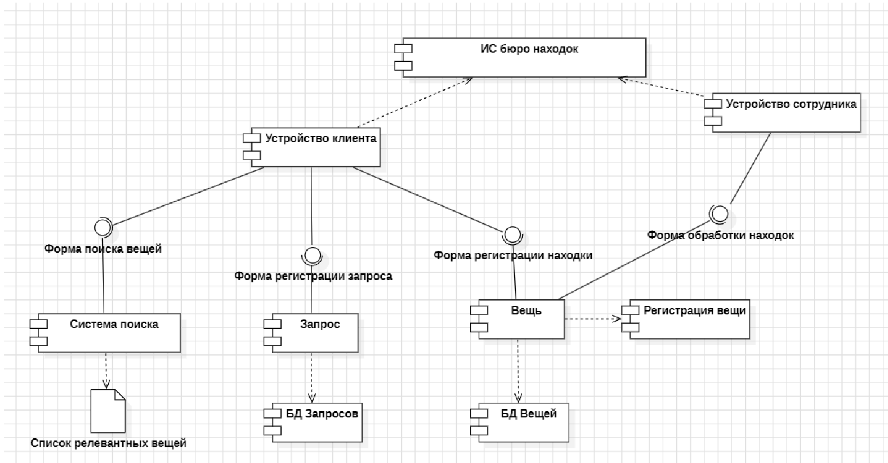 ИС бюро находок
Устройство сотрудника
Устройство клиента
Форма обработки находок
Форма поиска вещей
Форма регистрации находки
Форма регистрации запроса
Вещь
Регистрация вещи
Система поиска
Запрос
БД Запросов
БД Вещей
Список релевантных вещей